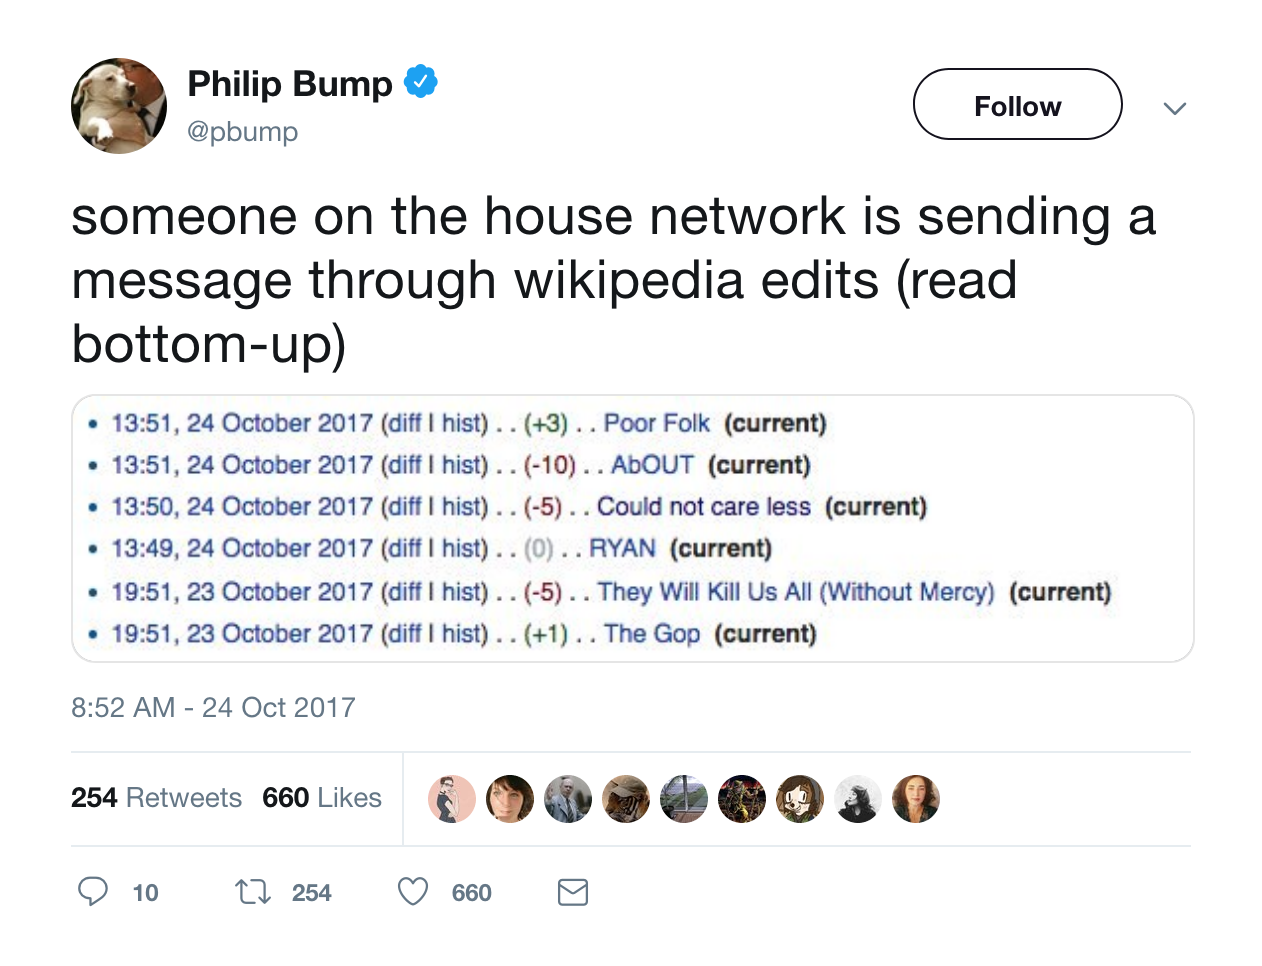 Philip Bump
@pbump
Follow
someone on the house network is sending a
message through wikipedia edits (read
bottom-up)
• 13:51, 24 October 2017 (diff | hist) . . (+3) . . Poor Folk (current)
• 13:51, 24 October 2017 (diff | hist) . . (-10) . . AbOUT (current)
• 13:50, 24 October 2017 (diff | hist) . . (-5) . . Could not care less (current)
• 13:49, 24 October 2017 (diff | hist) . . (0) . . RYAN (current)
• 19:51, 23 October 2017 (diff | hist) . . (-5) . . They Will Kill Us All (Without Mercy) (current)
• 19:51, 23 October 2017 (diff | hist) . . (+1) . . The Gop (current)
8:52 AM - 24 Oct 2017
254 Retweets 660 Likes
10 254 660